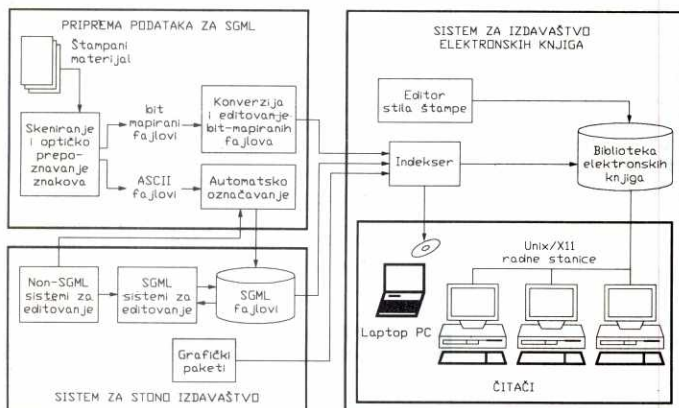 PRIPREMA PODATAKA ZA SGML
Štampani
materijal
Skeniranje
i optičko
prepo-
znavanje
znakova
bit
mapirani
fajlovi
Konverzija
i editovanje
bit-mapiranih
fajlova
ASCII
fajlovi
Automatsko
označavanje
Non-SGML
sistemi za
editovanje
SGML
sistemi za
editovanje
SGML
fajlovi
Grafički
paketi
SISTEM ZA STONO IZDAVAŠTVO
SISTEM ZA IZDAVAŠTVO
ELEKTRONSKIH KNJIGA
Editor
stila štampe
Indekser
Biblioteka
elektronskih
knjiga
Unix/X11
radne stanice
Laptop PC
ČITAČI